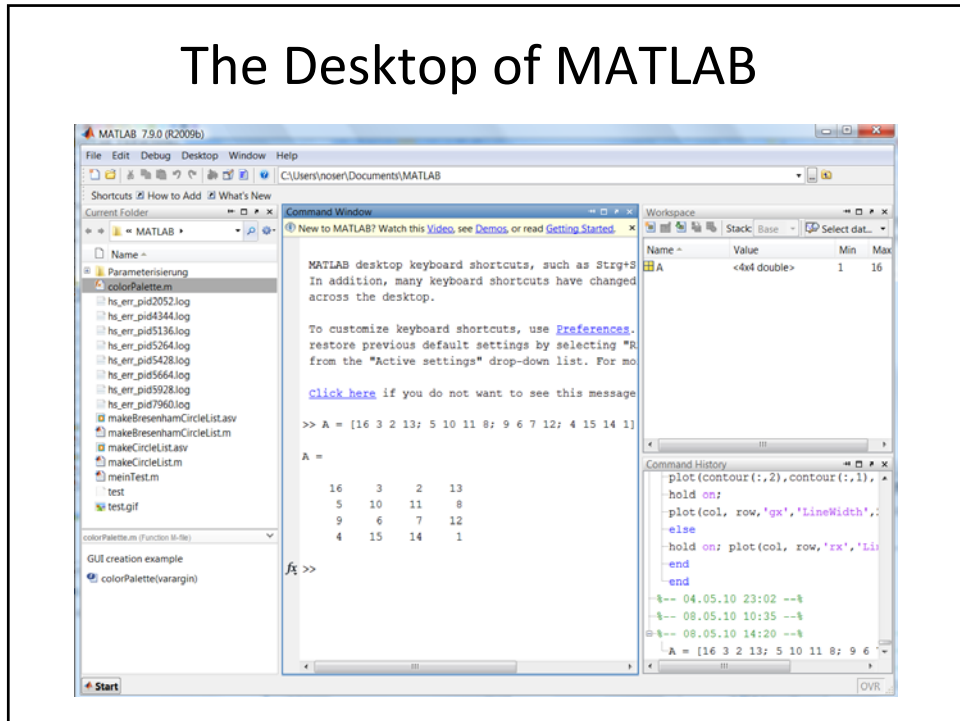 The Desktop of MATLAB
MATLAB 7.9.0 (R2009b)
File Edit Debug Desktop Window Help
C:\Users\noser\Documents\MATLAB
Shortcuts How to Add What's New
Current Folder
« MATLAB
Name
Parameterisierung
colorPalette.m
hs_err_pid2052.log
hs_err_pid4344.log
hs_err_pid5136.log
hs_err_pid5264.log
hs_err_pid5428.log
hs_err_pid5664.log
hs_err_pid5928.log
hs_err_pid7960.log
makeBresenhamCircleList.asv
makeBresenhamCircleList.m
makeCircleList.asv
makeCircleList.m
meinTest.m
test
test.gif
colorPalette.m (Function M-file)
GUI creation example
colorPalette(varargin)
Start
Command Window
New to MATLAB? Watch this Video, see Demos, or read Getting Started.
MATLAB desktop keyboard shortcuts, such as Strg+S
In addition, many keyboard shortcuts have changed
across the desktop.
To customize keyboard shortcuts, use Preferences.
restore previous default settings by selecting "R
from the "Active settings" drop-down list. For mo
Click here if you do not want to see this message
>> A = [16 3 2 13; 5 10 11 8; 9 6 7 12; 4 15 14 1]
A =
16 3 2 13
5 10 11 8
9 6 7 12
4 15 14 1
fx >>
Workspace
Stack: Base Select dat...
Name Value Min Max
A <4x4 double> 1 16
Command History
plot(contour(:,2),contour(:,1),
hold on;
plot(col, row,'gx','LineWidth',
else
hold on; plot(col, row,'rx','Li
end
end
%-- 04.05.10 23:02 --%
%-- 08.05.10 10:35 --%
%-- 08.05.10 14:20 --%
A = [16 3 2 13; 5 10 11 8; 9 6
OVR